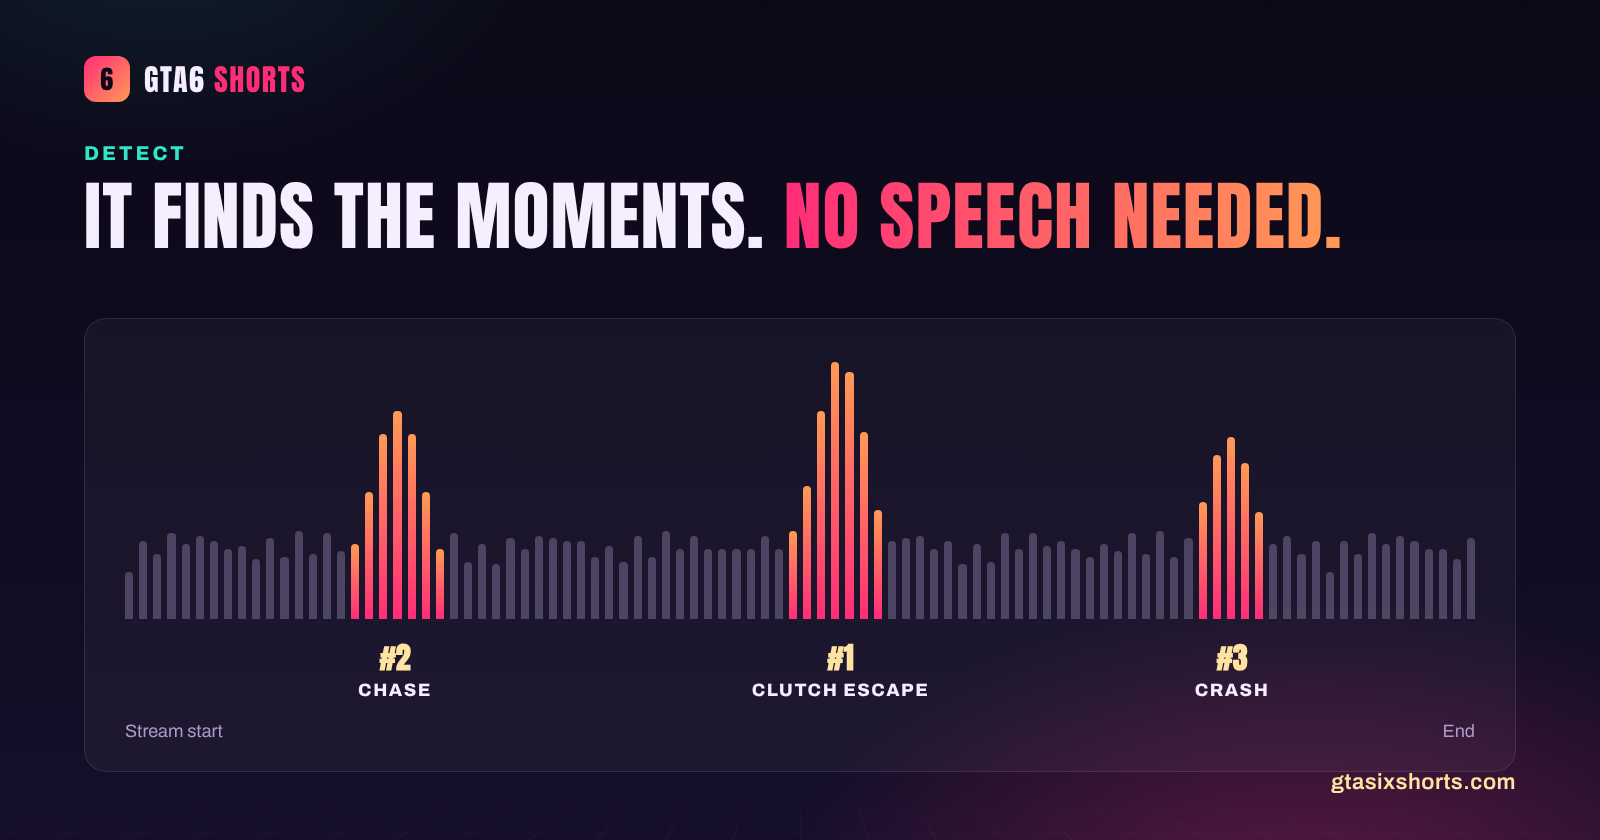 6 GTA6 SHORTS
DETECT
IT FINDS THE MOMENTS. NO SPEECH NEEDED.
#2 #1 #3
CHASE CLUTCH ESCAPE CRASH
Stream start End
gtasixshorts.com